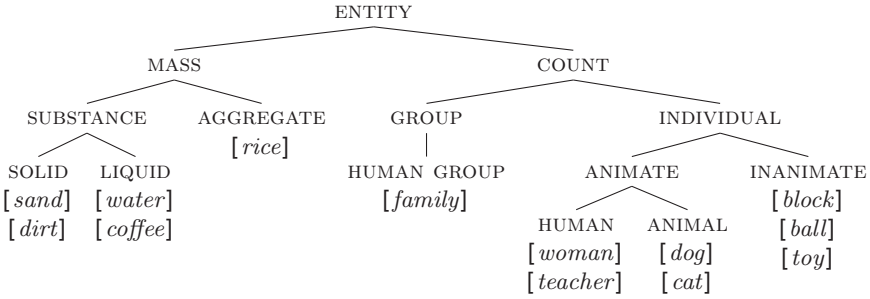 ENTITY
MASS COUNT
SUBSTANCE AGGREGATE GROUP INDIVIDUAL
[rice]
SOLID LIQUID HUMAN GROUP ANIMATE INANIMATE
[sand] [water] [family] [block]
[dirt] [coffee] HUMAN ANIMAL [ball]
[woman] [dog] [toy]
[teacher] [cat]